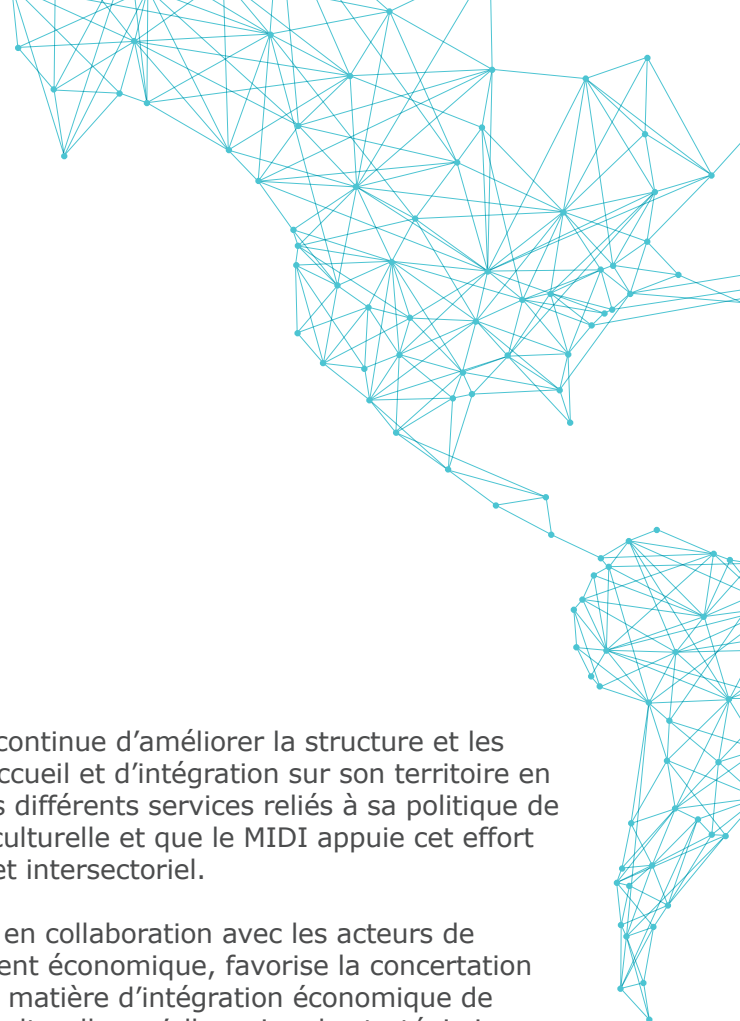 continue d’améliorer la structure et les
ccueil et d’intégration sur son territoire en
s différents services reliés à sa politique de
culturelle et que le MIDI appuie cet effort
et intersectoriel.
en collaboration avec les acteurs de
ent économique, favorise la concertation
matière d’intégration économique de